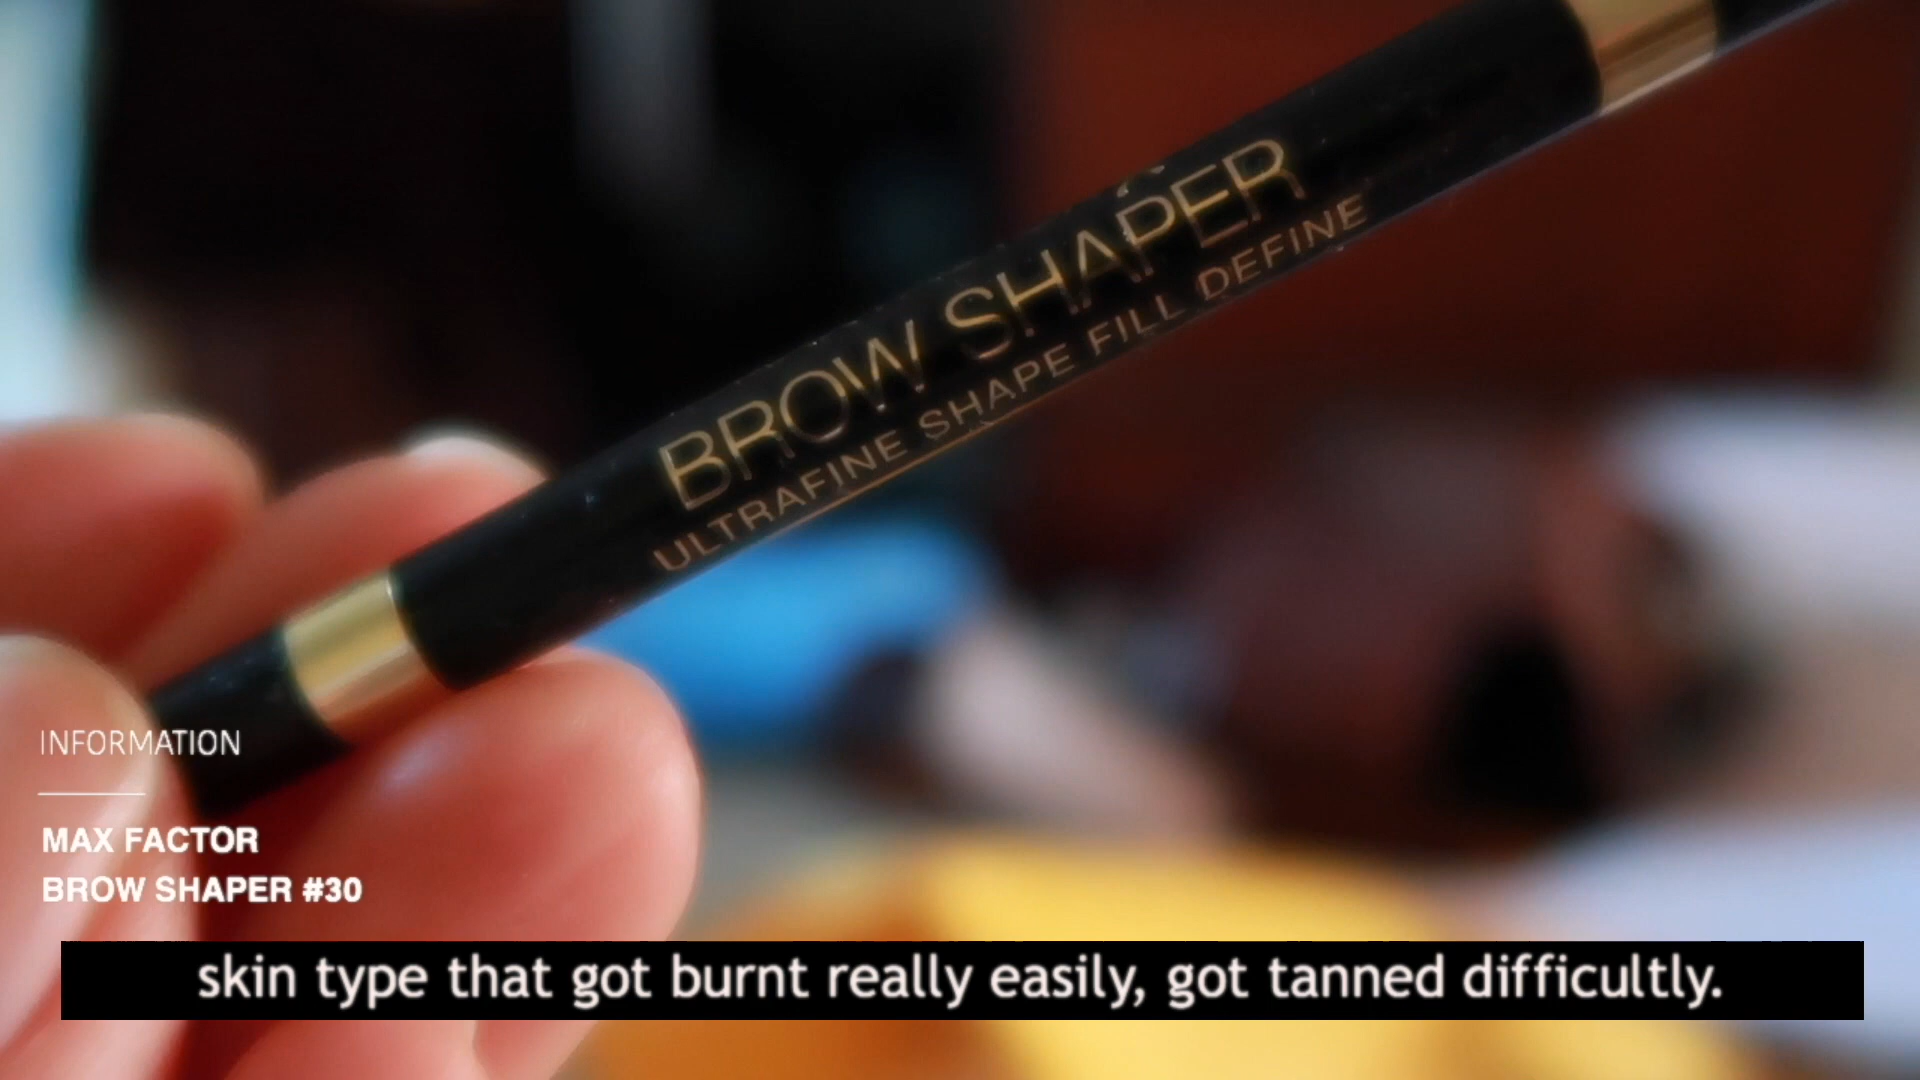 BROW SHAPER
ULTRAFINE SHAPE FILL DEFINE
INFORMATION
MAX FACTOR
BROW SHAPER #30
skin type that got burnt really easily, got tanned difficultly.